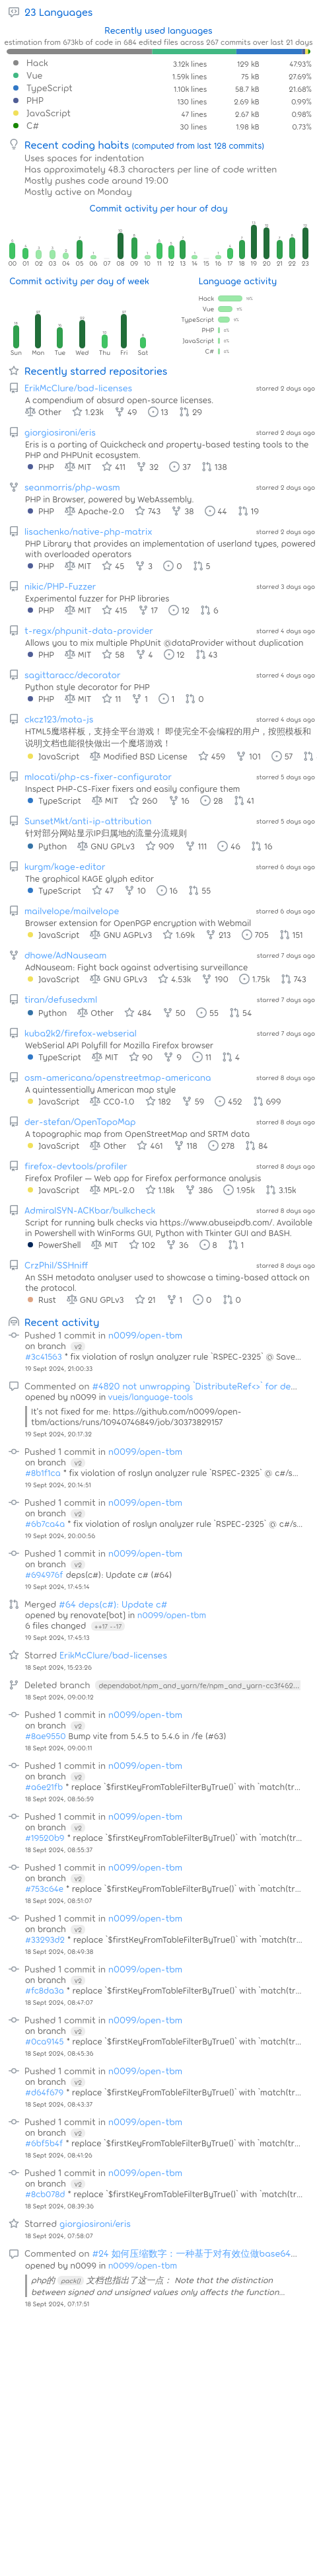 23 Languages
Recently used languages
estimation from 673kb of code in 684 edited files across 267 commits over last 21 days
Hack 3.12k lines 129 kB 47.93%
Vue 1.59k lines 75 kB 27.69%
TypeScript 1.10k lines 58.7 kB 21.68%
PHP 130 lines 2.69 kB 0.99%
JavaScript 47 lines 2.67 kB 0.98%
C# 30 lines 1.98 kB 0.73%
Recent coding habits (computed from last 128 commits)
Uses spaces for indentation
Has approximately 48.3 characters per line of code written
Mostly pushes code around 19:00
Mostly active on Monday
Commit activity per hour of day
00 01 02 03 04 05 06 07 08 09 10 11 12 13 14 15 16 17 18 19 20 21 22 23
Commit activity per day of week
Language activity
Sun Mon Tue Wed Thu Fri Sat
Hack
Vue
TypeScript
PHP
JavaScript
C#
Recently starred repositories
ErikMcClure/bad-licenses starred 2 days ago
A compendium of absurd open-source licenses.
Other 1.23k 49 13 29
giorgiosironi/eris starred 2 days ago
Eris is a porting of Quickcheck and property-based testing tools to the
PHP and PHPUnit ecosystem.
PHP MIT 411 32 37 138
seanmorris/php-wasm starred 2 days ago
PHP in Browser, powered by WebAssembly.
PHP Apache-2.0 743 38 44 19
lisachenko/native-php-matrix starred 2 days ago
PHP Library that provides an implementation of userland types, powered
with overloaded operators
PHP MIT 45 3 0 5
nikic/PHP-Fuzzer starred 3 days ago
Experimental fuzzer for PHP libraries
PHP MIT 415 17 12 6
t-regx/phpunit-data-provider starred 4 days ago
Allows you to mix multiple PhpUnit @dataProvider without duplication
PHP MIT 58 4 12 43
sagittaracc/decorator starred 4 days ago
Python style decorator for PHP
PHP MIT 11 1 1 0
ckcz123/mota-js starred 4 days ago
HTML5魔塔样板，支持全平台游戏！ 即使完全不会编程的用户，按照模板和
说明文档也能很快做出一个魔塔游戏！
JavaScript Modified BSD License 459 101 57
mlocati/php-cs-fixer-configurator starred 5 days ago
Inspect PHP-CS-Fixer fixers and easily configure them
TypeScript MIT 260 16 28 41
SunsetMkt/anti-ip-attribution starred 5 days ago
针对部分网站显示IP归属地的流量分流规则
Python GNU GPLv3 909 111 46 16
kurgm/kage-editor starred 6 days ago
The graphical KAGE glyph editor
TypeScript 47 10 16 55
mailvelope/mailvelope starred 6 days ago
Browser extension for OpenPGP encryption with Webmail
JavaScript GNU AGPLv3 1.69k 213 705 151
dhowe/AdNauseam starred 7 days ago
AdNauseam: Fight back against advertising surveillance
JavaScript GNU GPLv3 4.53k 190 1.75k 743
tiran/defusedxml starred 7 days ago
Python Other 484 50 55 54
kuba2k2/firefox-webserial starred 7 days ago
WebSerial API Polyfill for Mozilla Firefox browser
TypeScript MIT 90 9 11 4
osm-americana/openstreetmap-americana starred 8 days ago
A quintessentially American map style
JavaScript CC0-1.0 182 59 452 699
der-stefan/OpenTopoMap starred 8 days ago
A topographic map from OpenStreetMap and SRTM data
JavaScript Other 461 118 278 84
firefox-devtools/profiler starred 8 days ago
Firefox Profiler — Web app for Firefox performance analysis
JavaScript MPL-2.0 1.18k 386 1.95k 3.15k
AdmiralSYN-ACKbar/bulkcheck starred 8 days ago
Script for running bulk checks via https://www.abuseipdb.com/. Available
in Powershell with WinForms GUI, Python with Tkinter GUI and BASH.
PowerShell MIT 102 36 8 1
CrzPhil/SSHniff starred 8 days ago
An SSH metadata analyser used to showcase a timing-based attack on
the protocol.
Rust GNU GPLv3 21 1 0 0
Recent activity
Pushed 1 commit in n0099/open-tbm
on branch v2
#3c41563 * fix violation of roslyn analyzer rule `RSPEC-2325` @ Save...
19 Sept 2024, 21:00:33
Commented on #4820 not unwrapping `DistributeRef<>` for de...
opened by n0099 in vuejs/language-tools
It's not fixed for me: https://github.com/n0099/open-
tbm/actions/runs/10940746849/job/30373829157
19 Sept 2024, 20:17:32
Pushed 1 commit in n0099/open-tbm
on branch v2
#8b1f1ca * fix violation of roslyn analyzer rule `RSPEC-2325` @ c#/s...
19 Sept 2024, 20:14:51
Pushed 1 commit in n0099/open-tbm
on branch v2
#6b7ca4a * fix violation of roslyn analyzer rule `RSPEC-2325` @ c#/s...
19 Sept 2024, 20:00:56
Pushed 1 commit in n0099/open-tbm
on branch v2
#694976f deps(c#): Update c# (#64)
19 Sept 2024, 17:45:14
Merged #64 deps(c#): Update c#
opened by renovate[bot] in n0099/open-tbm
6 files changed ++17 --17
19 Sept 2024, 17:45:13
Starred ErikMcClure/bad-licenses
18 Sept 2024, 15:23:26
Deleted branch dependabot/npm_and_yarn/fe/npm_and_yarn-cc3f462...
18 Sept 2024, 09:00:12
Pushed 1 commit in n0099/open-tbm
on branch v2
#8ae9550 Bump vite from 5.4.5 to 5.4.6 in /fe (#63)
18 Sept 2024, 09:00:11
Pushed 1 commit in n0099/open-tbm
on branch v2
#a6e21fb * replace `$firstKeyFromTableFilterByTrue()` with `match(tr...
18 Sept 2024, 08:56:59
Pushed 1 commit in n0099/open-tbm
on branch v2
#19520b9 * replace `$firstKeyFromTableFilterByTrue()` with `match(tr...
18 Sept 2024, 08:55:37
Pushed 1 commit in n0099/open-tbm
on branch v2
#753c64e * replace `$firstKeyFromTableFilterByTrue()` with `match(tr...
18 Sept 2024, 08:51:07
Pushed 1 commit in n0099/open-tbm
on branch v2
#33293d2 * replace `$firstKeyFromTableFilterByTrue()` with `match(tr...
18 Sept 2024, 08:49:38
Pushed 1 commit in n0099/open-tbm
on branch v2
#fc8da3a * replace `$firstKeyFromTableFilterByTrue()` with `match(tr...
18 Sept 2024, 08:47:07
Pushed 1 commit in n0099/open-tbm
on branch v2
#0ca9145 * replace `$firstKeyFromTableFilterByTrue()` with `match(tr...
18 Sept 2024, 08:45:36
Pushed 1 commit in n0099/open-tbm
on branch v2
#d64f679 * replace `$firstKeyFromTableFilterByTrue()` with `match(tr...
18 Sept 2024, 08:43:37
Pushed 1 commit in n0099/open-tbm
on branch v2
#6bf5b4f * replace `$firstKeyFromTableFilterByTrue()` with `match(tr...
18 Sept 2024, 08:41:26
Pushed 1 commit in n0099/open-tbm
on branch v2
#8cb078d * replace `$firstKeyFromTableFilterByTrue()` with `match(tr...
18 Sept 2024, 08:39:36
Starred giorgiosironi/eris
18 Sept 2024, 07:58:07
Commented on #24 如何压缩数字：一种基于对有效位做base64...
opened by n0099 in n0099/open-tbm
php的 pack() 文档也指出了这一点： Note that the distinction
between signed and unsigned values only affects the function...
18 Sept 2024, 07:17:51